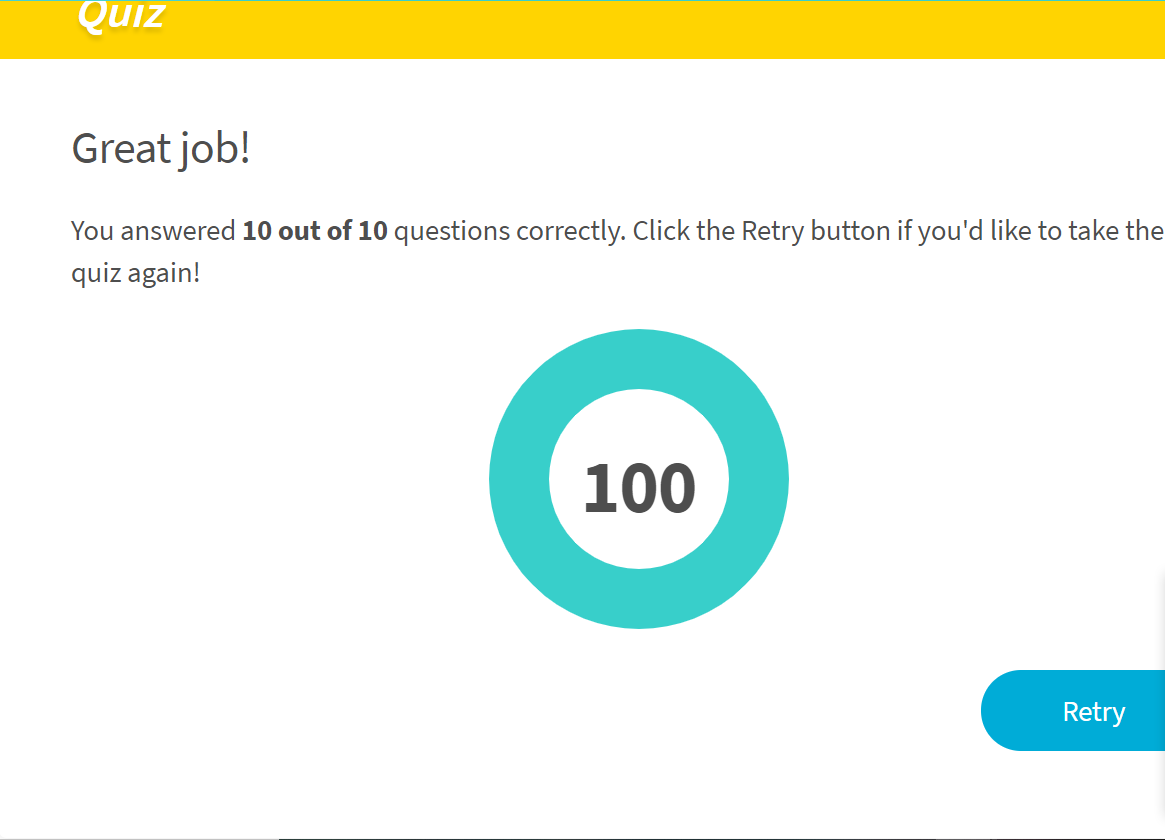 Quiz
Great job!
You answered 10 out of 10 questions correctly. Click the Retry button if you'd like to take the
quiz again!
100
Retry